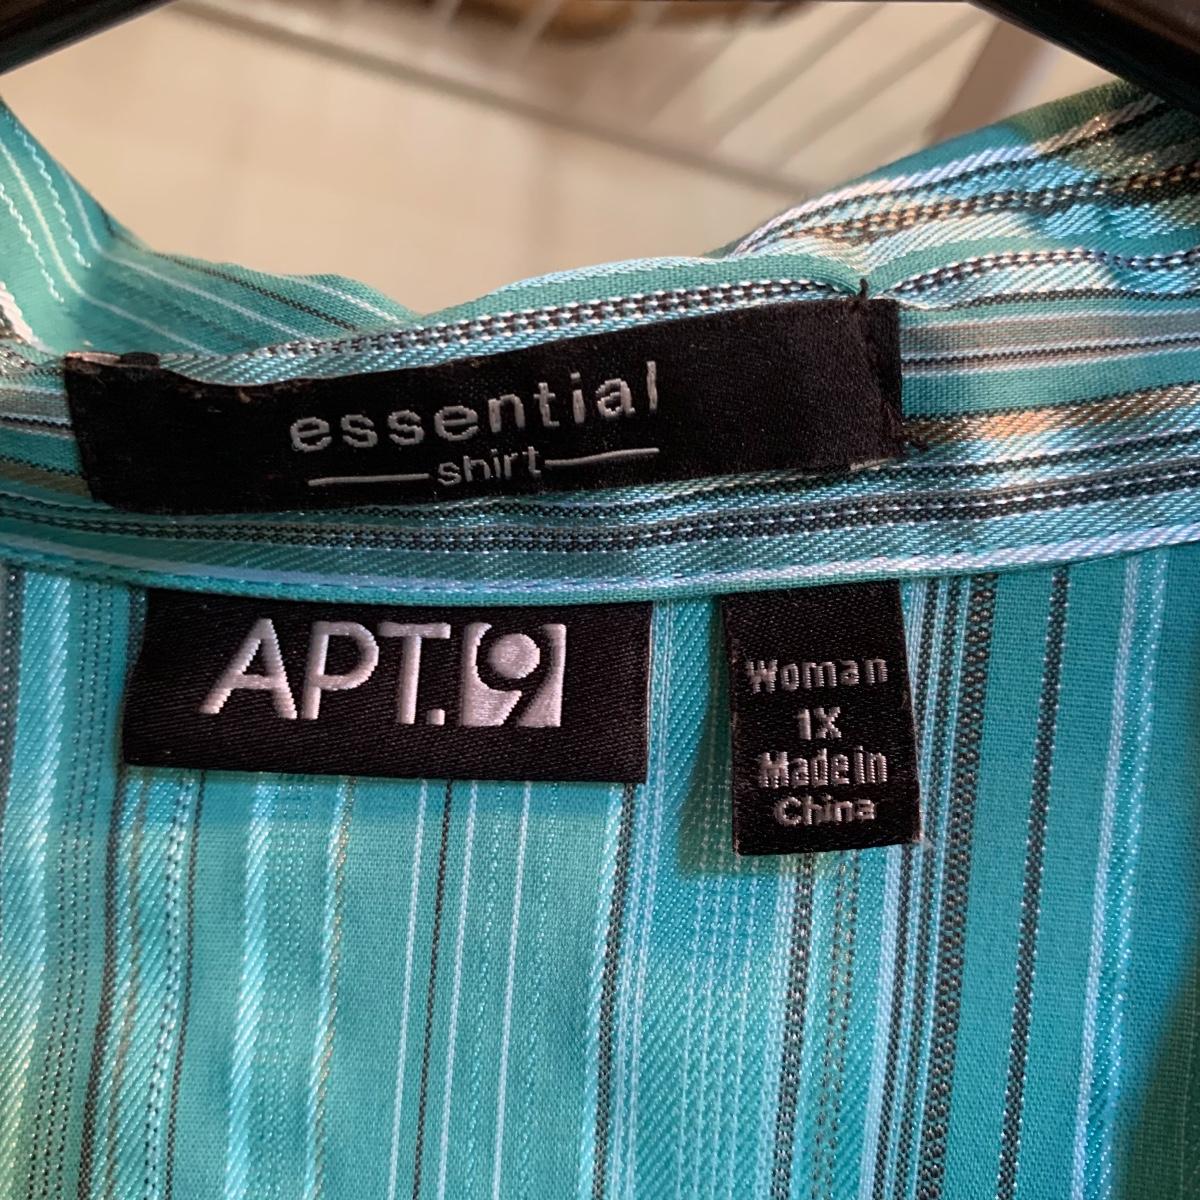 essential
shirt
APT.9
Woman
1X
Made in
China